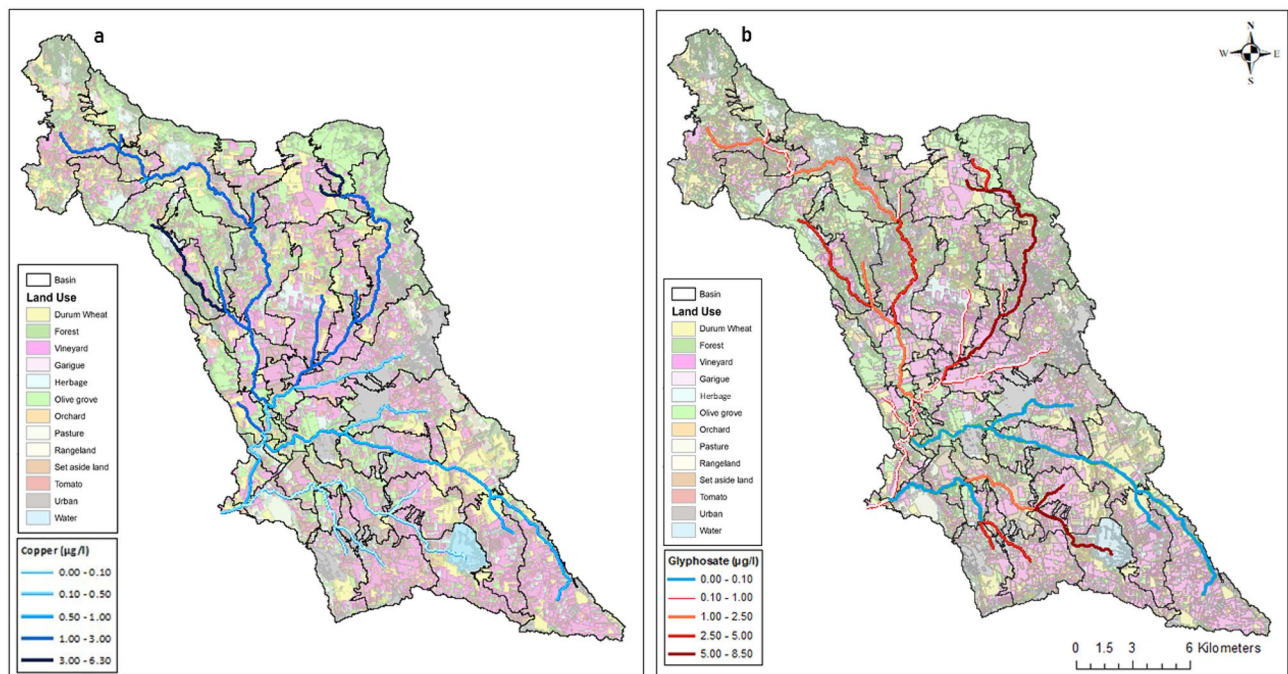 a
Basin
Land Use
Durum Wheat
Forest
Vineyard
Garigue
Herbage
Olive grove
Orchard
Pasture
Rangeland
Set aside land
Tomato
Urban
Water
Copper (µg/l)
0.00 - 0.10
0.10 - 0.50
0.50 - 1.00
1.00 - 3.00
3.00 - 6.30
b
N
W E
S
Basin
Land Use
Durum Wheat
Forest
Vineyard
Garigue
Herbage
Olive grove
Orchard
Pasture
Rangeland
Set aside land
Tomato
Urban
Water
Glyphosate (µg/l)
0.00 - 0.10
0.10 - 1.00
1.00 - 2.50
2.50 - 5.00
5.00 - 8.50
0 1.5 3 6 Kilometers